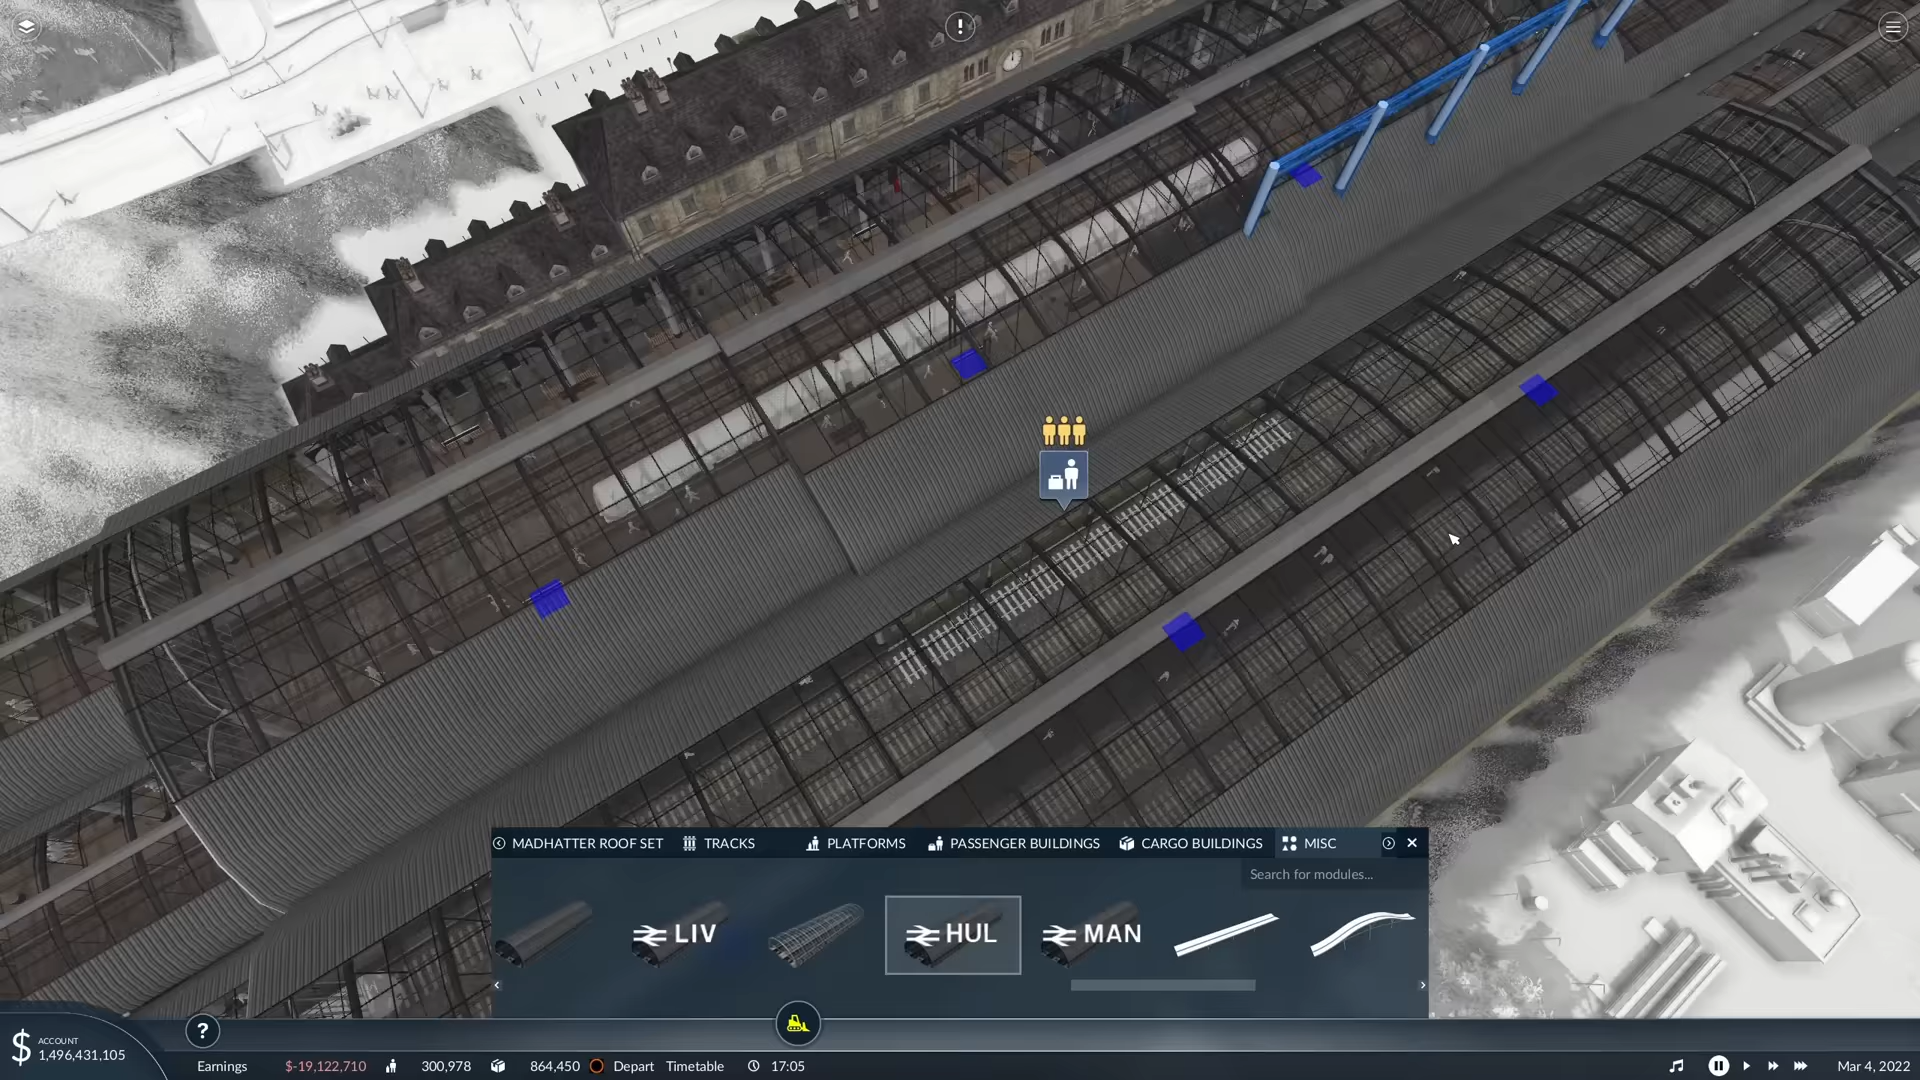 MADHATTER ROOF SET TRACKS PLATFORMS PASSENGER BUILDINGS CARGO BUILDINGS MISC
Search for modules...
LIV HUL MAN
ACCOUNT
$ 1,496,431,105
?
Earnings $-19,122,710 300,978 864,450 Depart Timetable 17:05 Mar 4, 2022